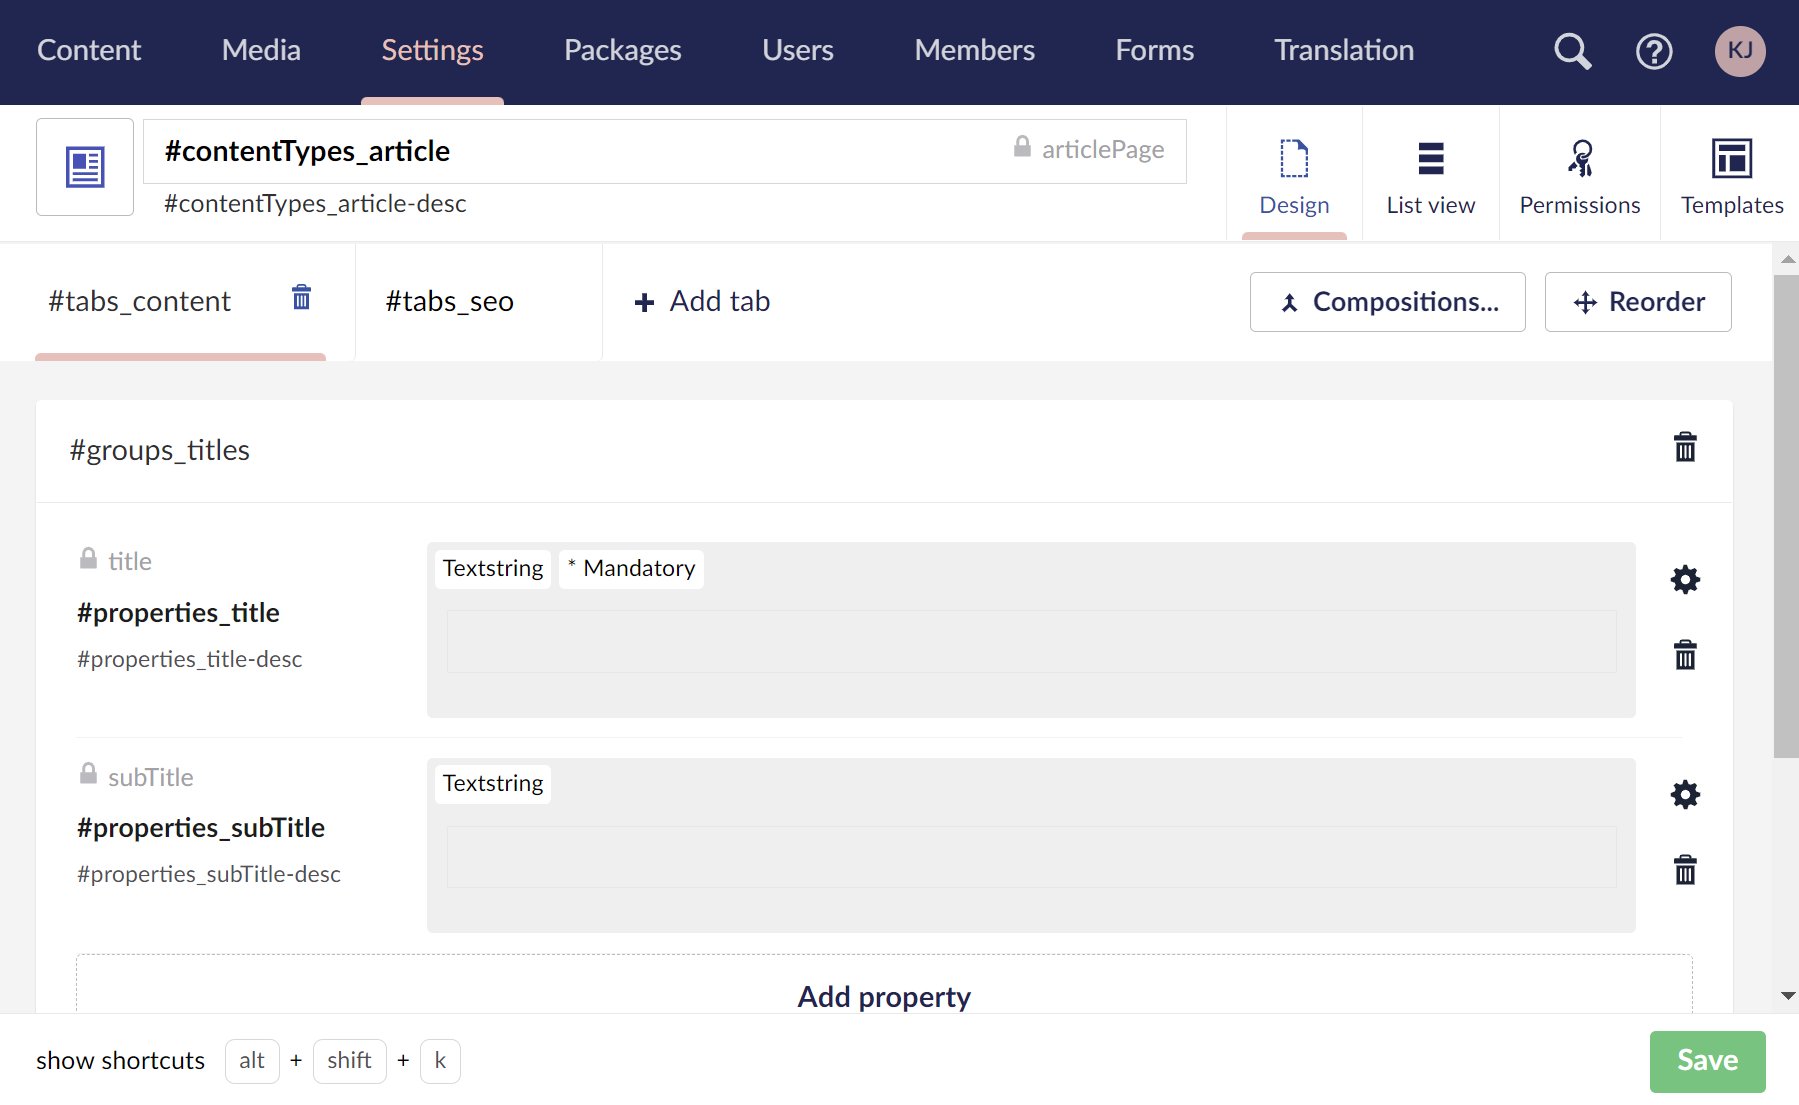 Content Media Settings Packages Users Members Forms Translation KJ
#contentTypes_article articlePage
#contentTypes_article-desc
Design List view Permissions Templates
#tabs_content #tabs_seo + Add tab Compositions... Reorder
#groups_titles
title
Textstring * Mandatory
#properties_title
#properties_title-desc
subTitle
Textstring
#properties_subTitle
#properties_subTitle-desc
Add property
show shortcuts alt + shift + k
Save